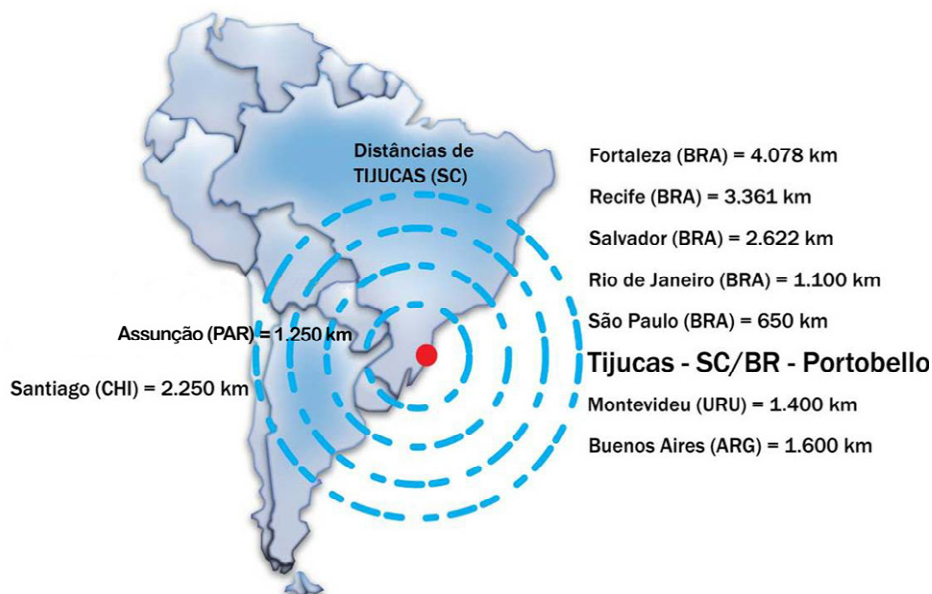 Distâncias de
TIJUCAS (SC)
Fortaleza (BRA) = 4.078 km
Recife (BRA) = 3.361 km
Salvador (BRA) = 2.622 km
Rio de Janeiro (BRA) = 1.100 km
São Paulo (BRA) = 650 km
Assunção (PAR) = 1.250 km
Tijucas - SC/BR - Portobello
Santiago (CHI) = 2.250 km
Montevideu (URU) = 1.400 km
Buenos Aires (ARG) = 1.600 km